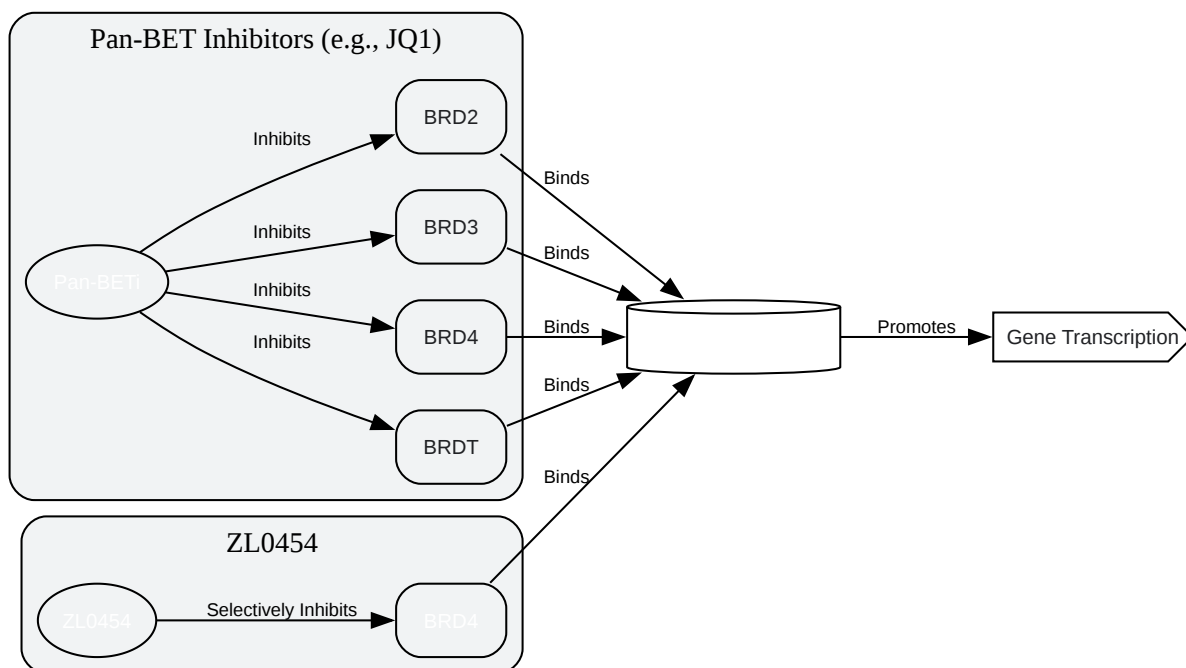 Pan-BET Inhibitors (e.g., JQ1)
BRD2
Inhibits
Binds
BRD3
Inhibits
Binds
Pan-BETi
Inhibits
BRD4
Binds
Promotes
Gene Transcription
Inhibits
Binds
BRDT
Binds
ZL0454
ZL0454
Selectively Inhibits
BRD4